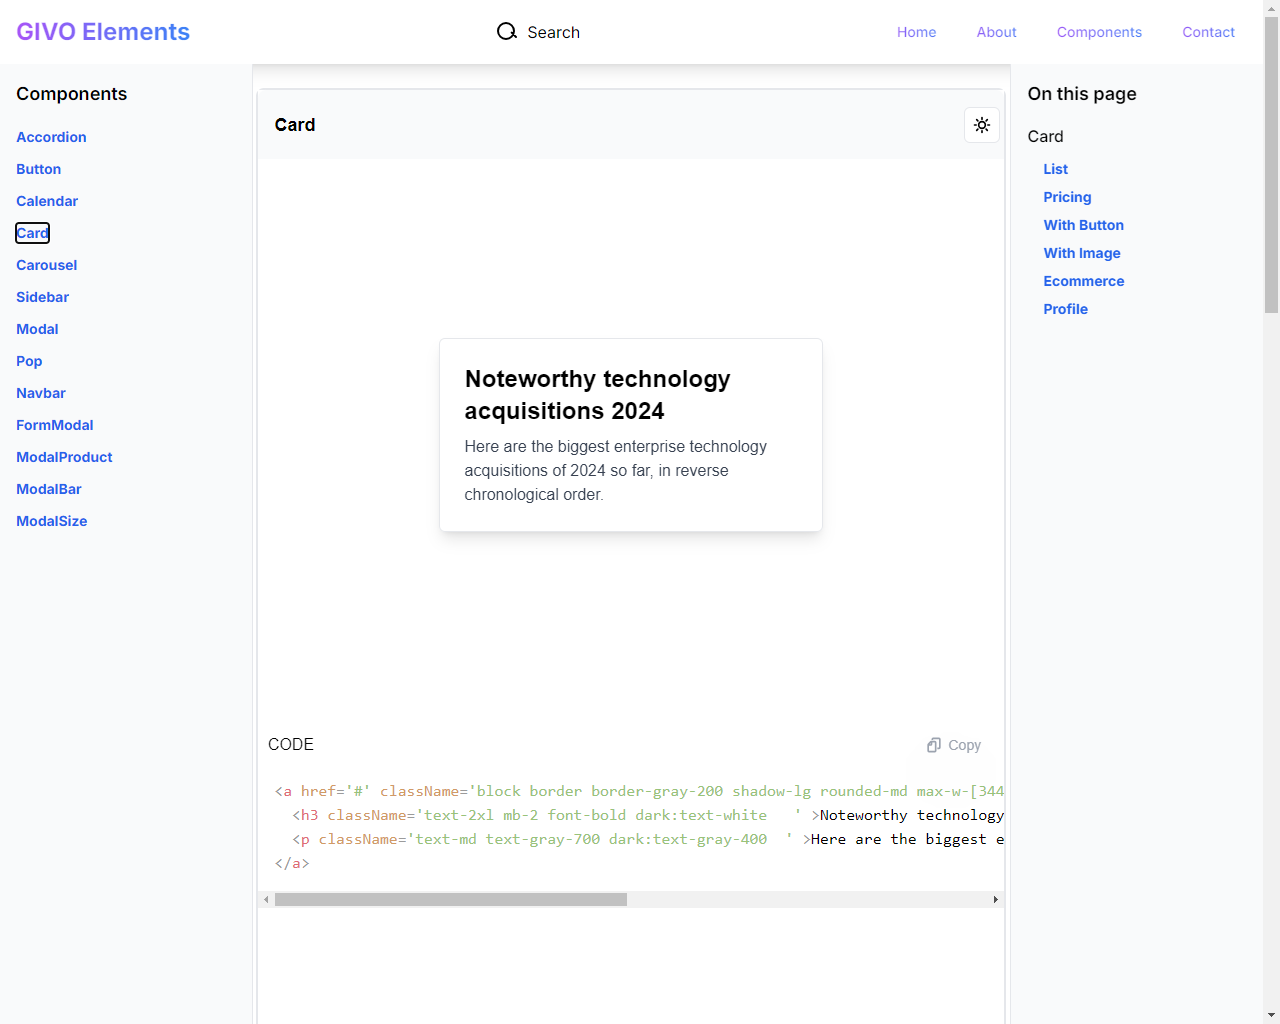 GIVO Elements
Search
Home
About
Components
Contact
Components
Accordion
Button
Calendar
Card
Carousel
Sidebar
Modal
Pop
Navbar
FormModal
ModalProduct
ModalBar
ModalSize
Card
Noteworthy technology
acquisitions 2024
Here are the biggest enterprise technology
acquisitions of 2024 so far, in reverse
chronological order.
CODE
Copy
<a href='#' className='block border border-gray-200 shadow-lg rounded-md max-w-[344
<h3 className='text-2xl mb-2 font-bold dark:text-white   ' >Noteworthy technology
<p className='text-md text-gray-700 dark:text-gray-400  ' >Here are the biggest e
</a>
On this page
Card
List
Pricing
With Button
With Image
Ecommerce
Profile